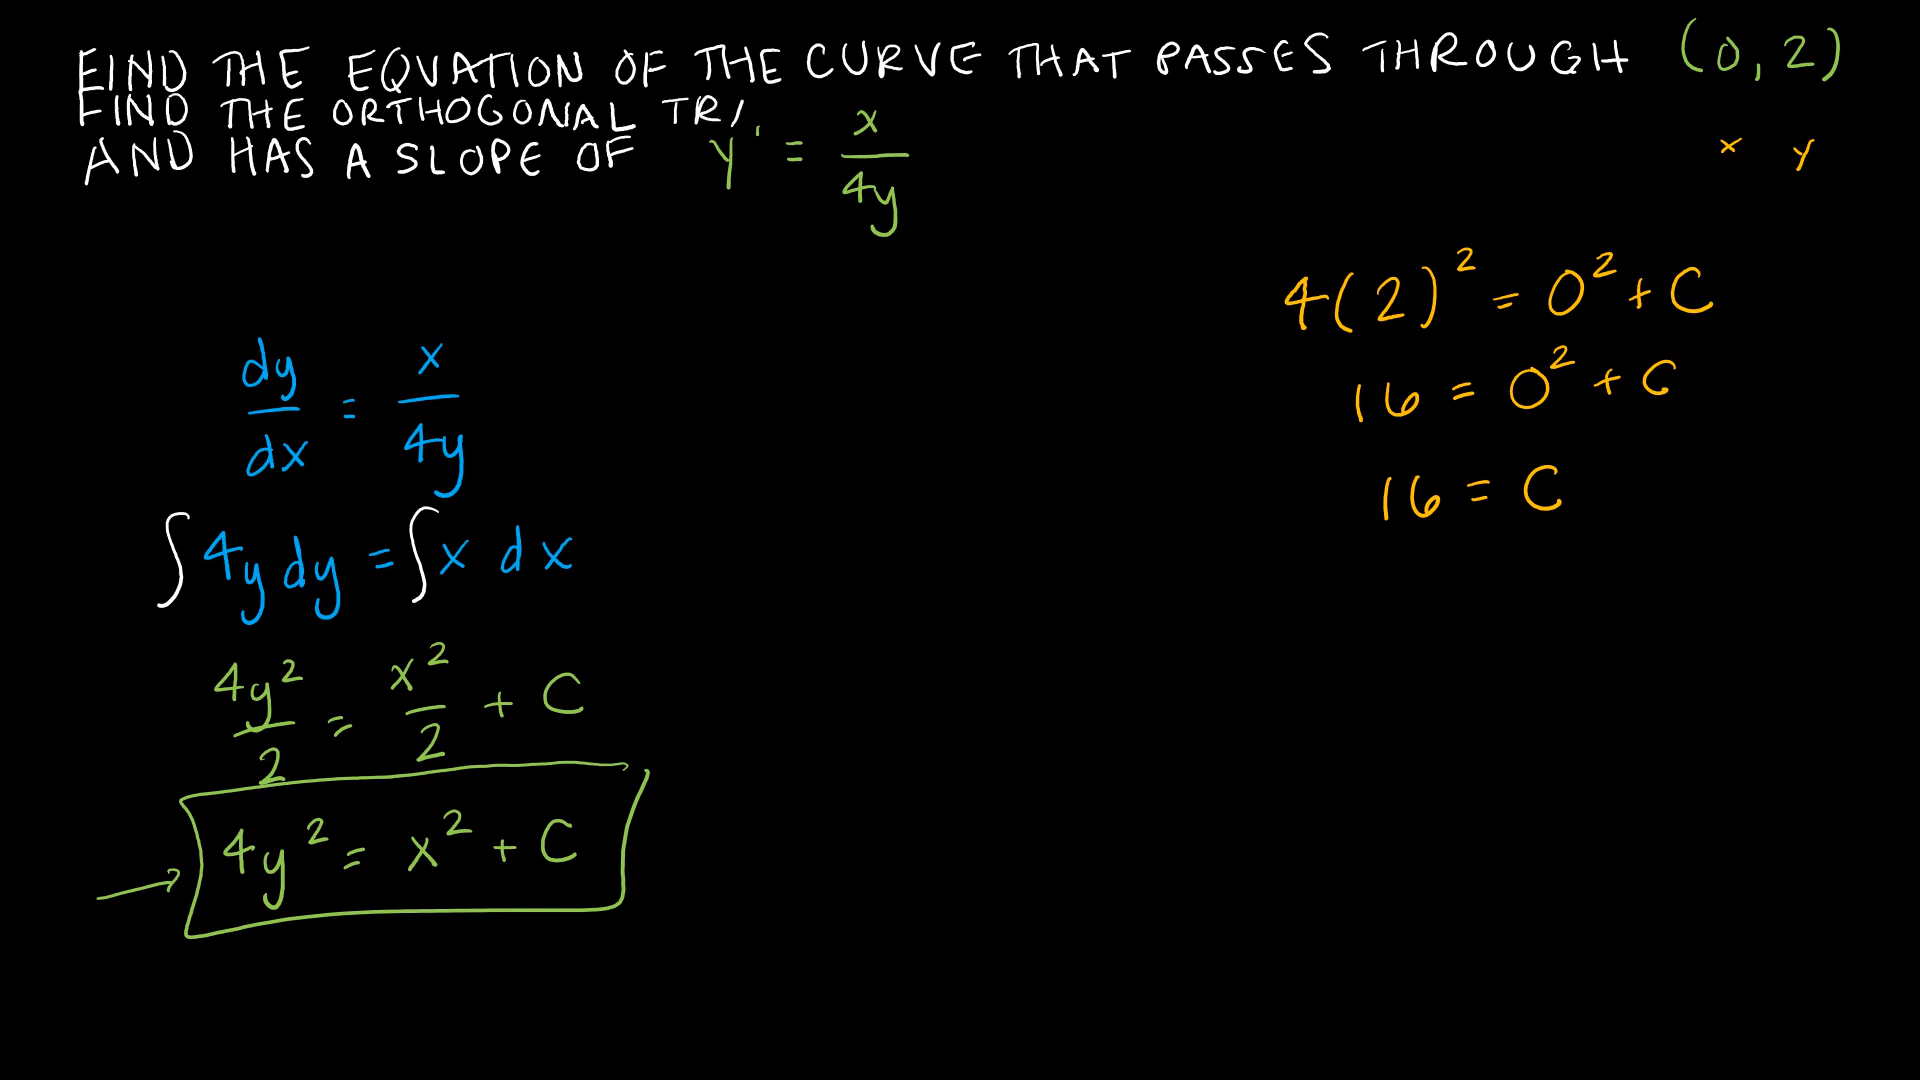 FIND THE EQUATION OF THE CURVE THAT PASSES THROUGH (0, 2)
FIND THE ORTHOGONAL TR
AND HAS A SLOPE OF y' = x/4y
x y
dy/dx = x/4y
∫4y dy = ∫x dx
4y²/2 = x²/2 + C
4y² = x² + C
4(2)² = 0² + C
16 = 0² + C
16 = C